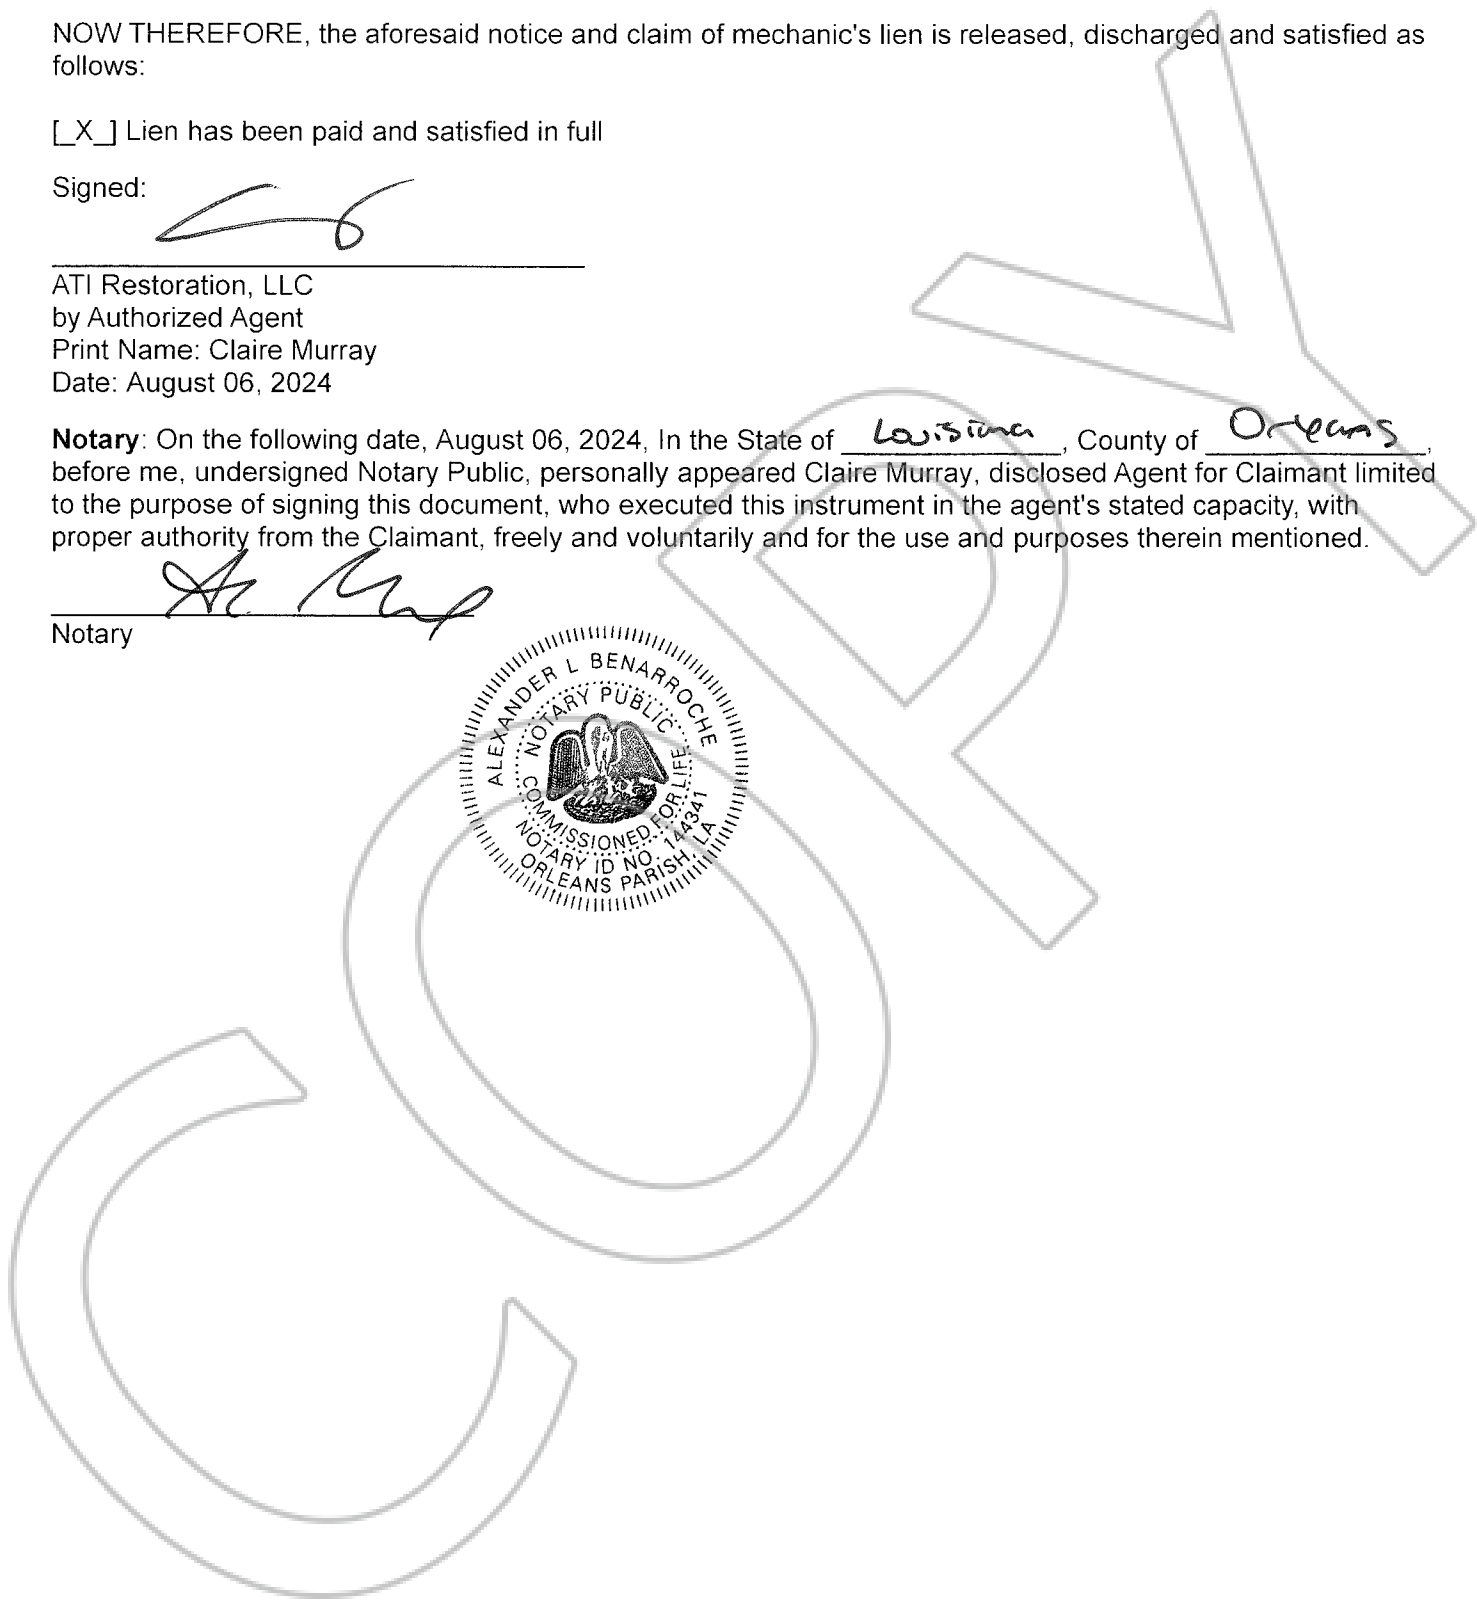 NOW THEREFORE, the aforesaid notice and claim of mechanic's lien is released, discharged and satisfied as
follows:
[_X_] Lien has been paid and satisfied in full
Signed:
ATI Restoration, LLC
by Authorized Agent
Print Name: Claire Murray
Date: August 06, 2024
Notary: On the following date, August 06, 2024, In the State of Louisiana, County of Orleans,
before me, undersigned Notary Public, personally appeared Claire Murray, disclosed Agent for Claimant limited
to the purpose of signing this document, who executed this instrument in the agent's stated capacity, with
proper authority from the Claimant, freely and voluntarily and for the use and purposes therein mentioned.
Notary
ALEXANDER L BENARROCHE
NOTARY PUBLIC
COMMISSIONED FOR LIFE
NOTARY ID NO. 144341
ORLEANS PARISH, LA
COPY